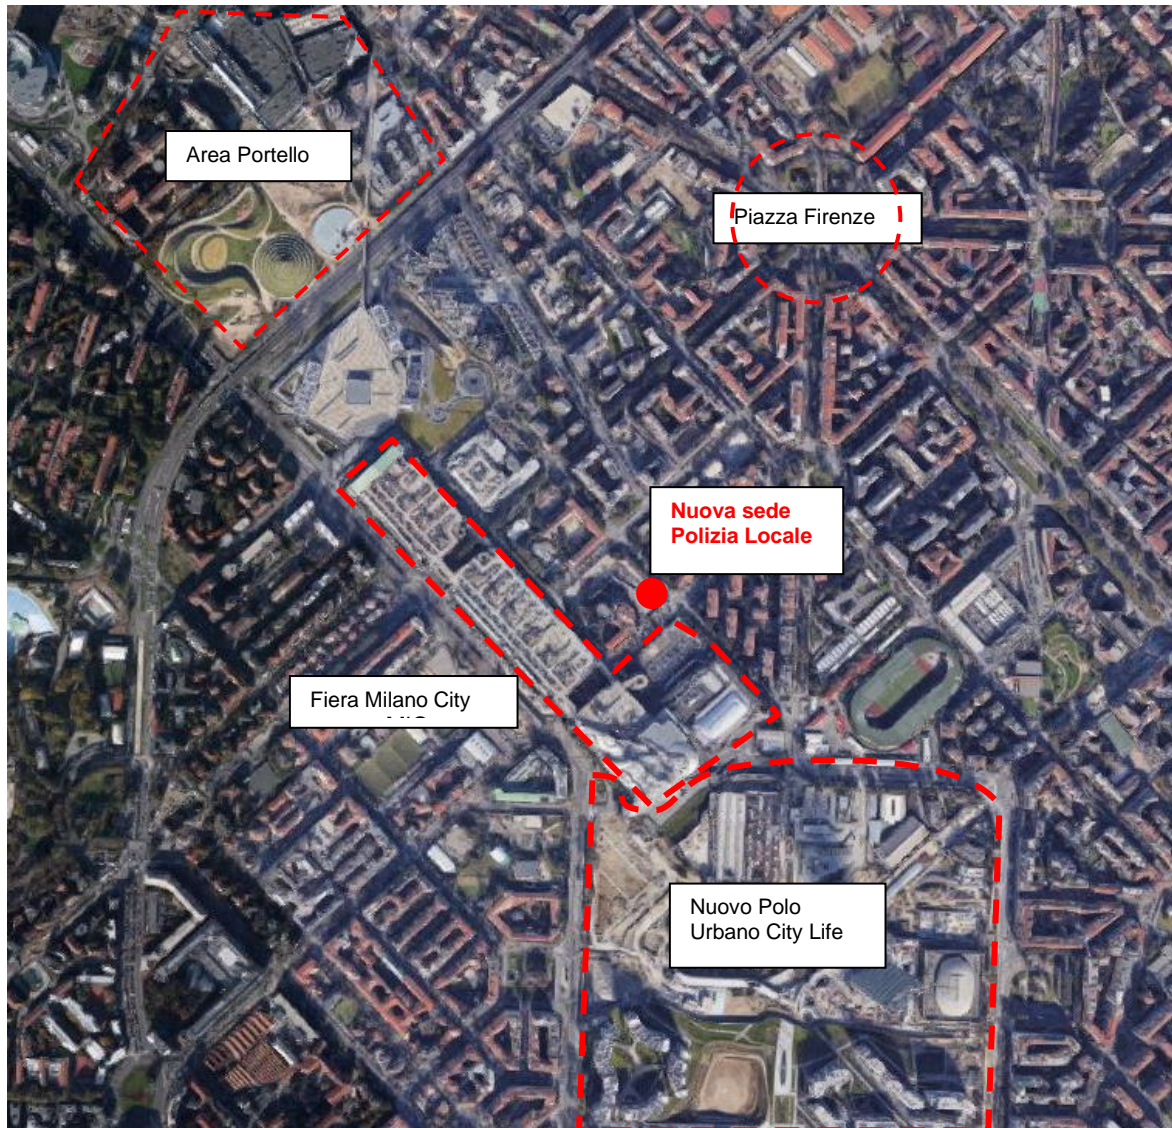 Area Portello
Piazza Firenze
Nuova sede
Polizia Locale
Fiera Milano City
Nuovo Polo
Urbano City Life